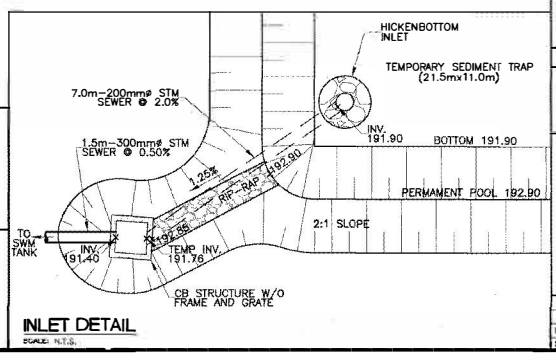 HICKENBOTTOM
INLET
TEMPORARY SEDIMENT TRAP
(21.5mx11.0m)
7.0m-200mmø STM
SEWER @ 2.0%
INV.
191.90
BOTTOM 191.90
1.5m-300mmø STM
SEWER @ 0.50%
1.25%
RIP-RAP
192.90
PERMAMENT POOL 192.90
2:1 SLOPE
TO
SWM
TANK
INV.
191.40
192.85
TEMP INV.
191.76
CB STRUCTURE W/O
FRAME AND GRATE
INLET DETAIL
SCALE: N.T.S.